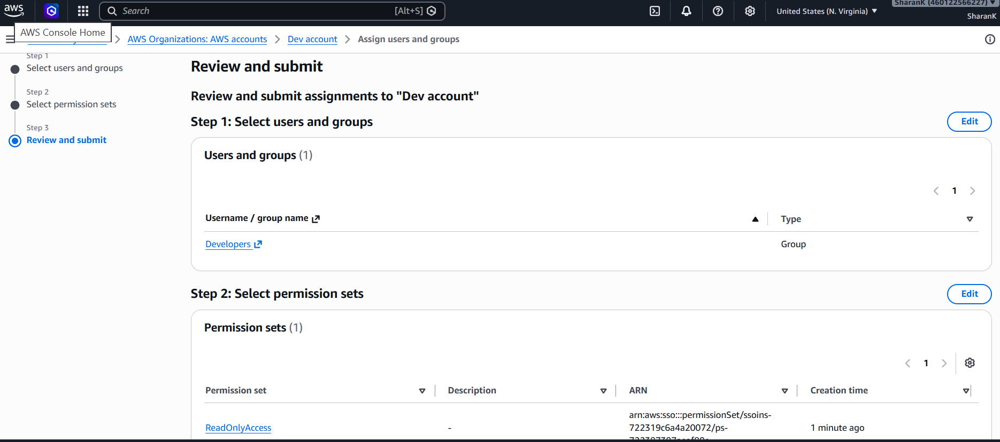 aws
Search
[Alt+S]
United States (N. Virginia)
SharanK (460122566227)
SharanK
AWS Console Home
AWS Organizations: AWS accounts
Dev account
Assign users and groups
Step 1
Select users and groups
Step 2
Select permission sets
Step 3
Review and submit
Review and submit
Review and submit assignments to "Dev account"
Step 1: Select users and groups
Edit
Users and groups (1)
1
Username / group name
Type
Developers
Group
Step 2: Select permission sets
Edit
Permission sets (1)
1
Permission set
Description
ARN
Creation time
ReadOnlyAccess
-
arn:aws:sso:::permissionSet/ssoins-
722319c6a4a20072/ps-
1 minute ago